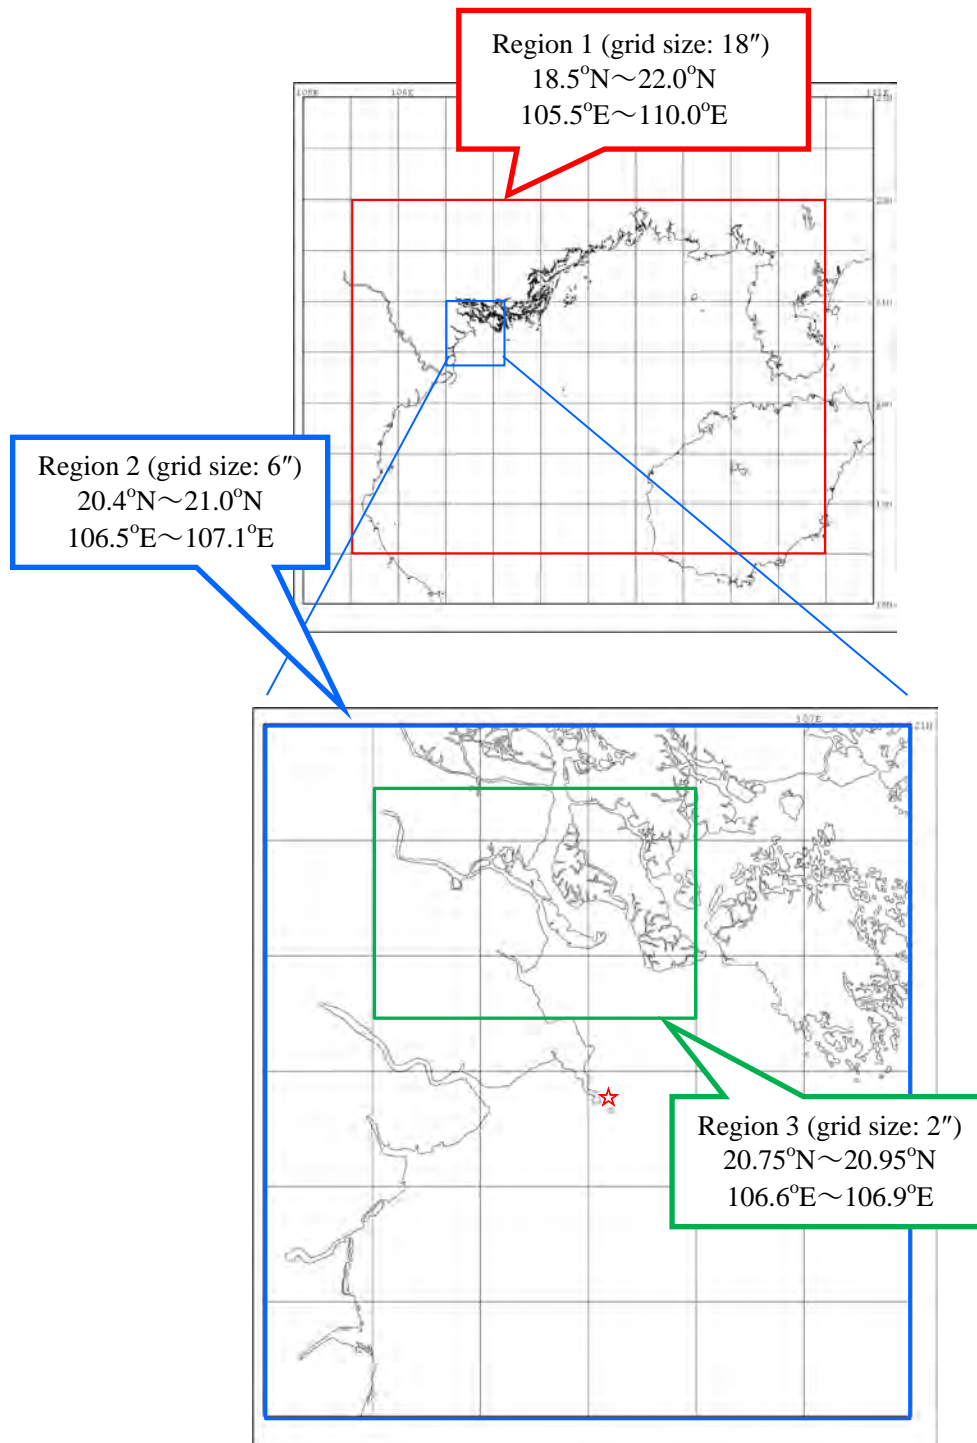 Region 1 (grid size: 18″)
18.5°N～22.0°N
105.5°E～110.0°E
106E
111E
Region 2 (grid size: 6″)
20.4°N～21.0°N
106.5°E～107.1°E
107E
21N
Region 3 (grid size: 2″)
20.75°N～20.95°N
106.6°E～106.9°E